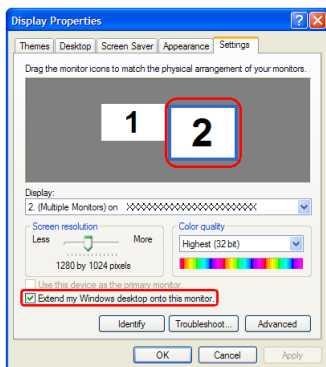 Display Properties
Themes Desktop Screen Saver Appearance Settings
Drag the monitor icons to match the physical arrangement of your monitors.
1 2
Display:
2. (Multiple Monitors) on XXXXXXXXXXXXXXXXXXXXXX
Screen resolution Color quality
Less More Highest (32 bit)
1280 by 1024 pixels
Use this device as the primary monitor.
Extend my Windows desktop onto this monitor.
Identify Troubleshoot... Advanced
OK Cancel Apply